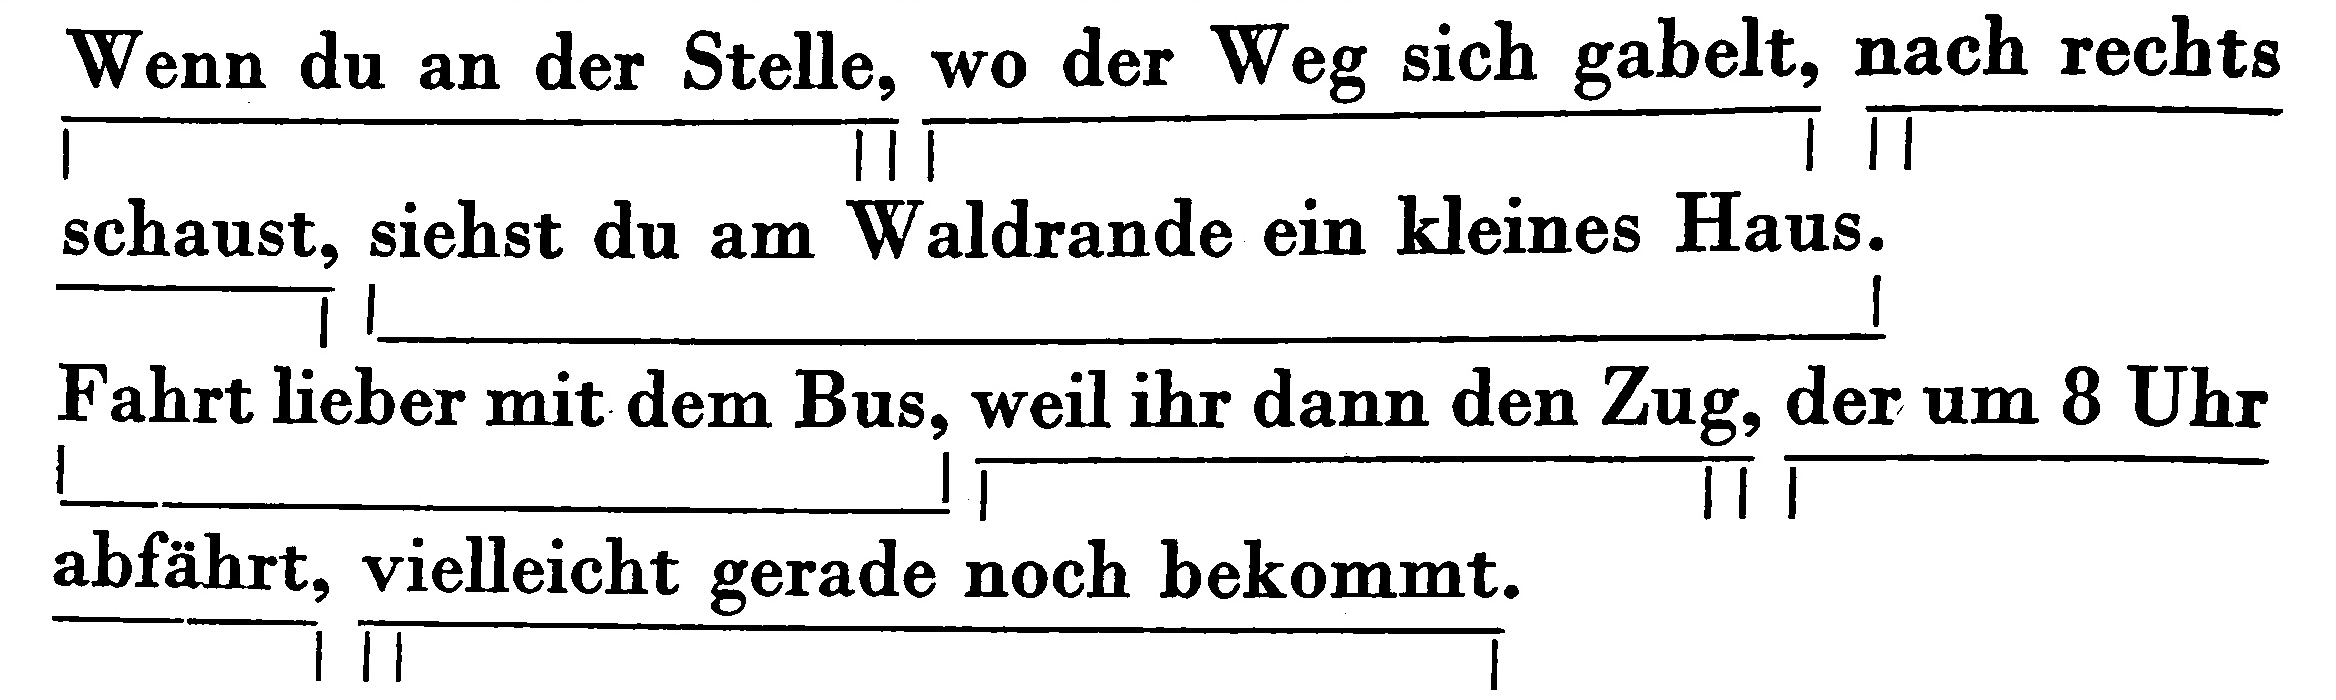 Wenn du an der Stelle, wo der Weg sich gabelt, nach rechts
schaust, siehst du am Waldrande ein kleines Haus.
Fahrt lieber mit dem Bus, weil ihr dann den Zug, der um 8 Uhr
abfährt, vielleicht gerade noch bekommt.